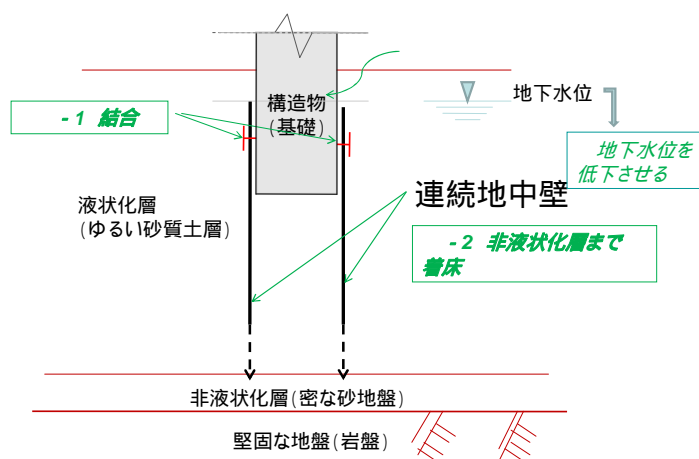 構造物
(基礎)
地下水位
- 1 結合
地下水位を
低下させる
液状化層
(ゆるい砂質土層)
連続地中壁
- 2 非液状化層まで
着床
非液状化層(密な砂地盤)
堅固な地盤(岩盤)